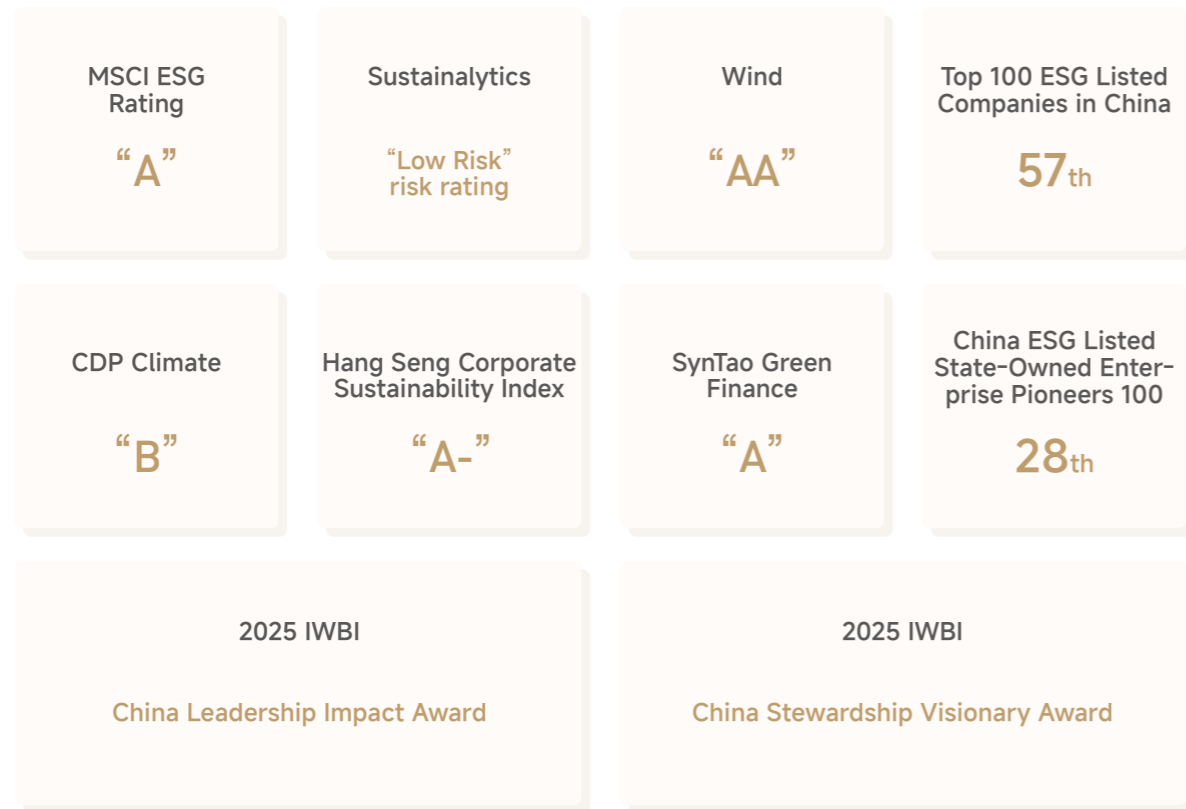 MSCI ESG
Rating
“A”
Sustainalytics
“Low Risk”
risk rating
Wind
“AA”
Top 100 ESG Listed
Companies in China
57th
CDP Climate
“B”
Hang Seng Corporate
Sustainability Index
“A-”
SynTao Green
Finance
“A”
China ESG Listed
State-Owned Enter-
prise Pioneers 100
28th
2025 IWBI
China Leadership Impact Award
2025 IWBI
China Stewardship Visionary Award